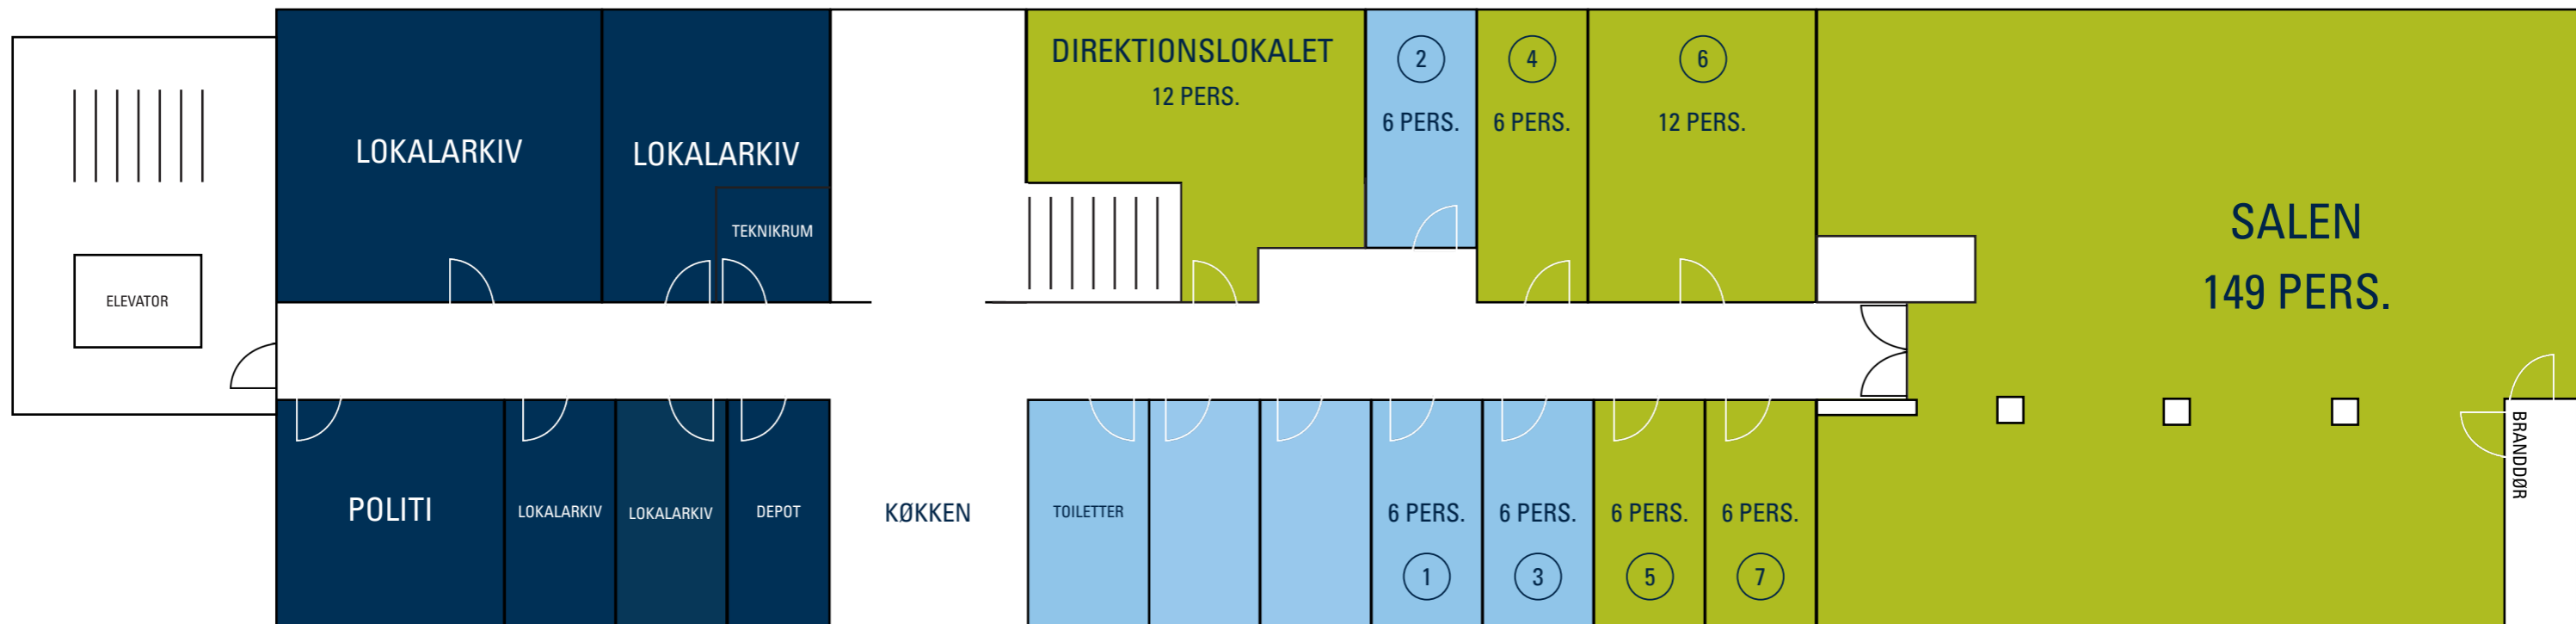 LOKALARKIV
LOKALARKIV
TEKNIKRUM
ELEVATOR
DIREKTIONSLOKALET
12 PERS.
2
6 PERS.
4
6 PERS.
6
12 PERS.
SALEN
149 PERS.
POLITI
LOKALARKIV
LOKALARKIV
DEPOT
KØKKEN
TOILETTER
6 PERS.
1
6 PERS.
3
6 PERS.
5
6 PERS.
7
BRANDDØR